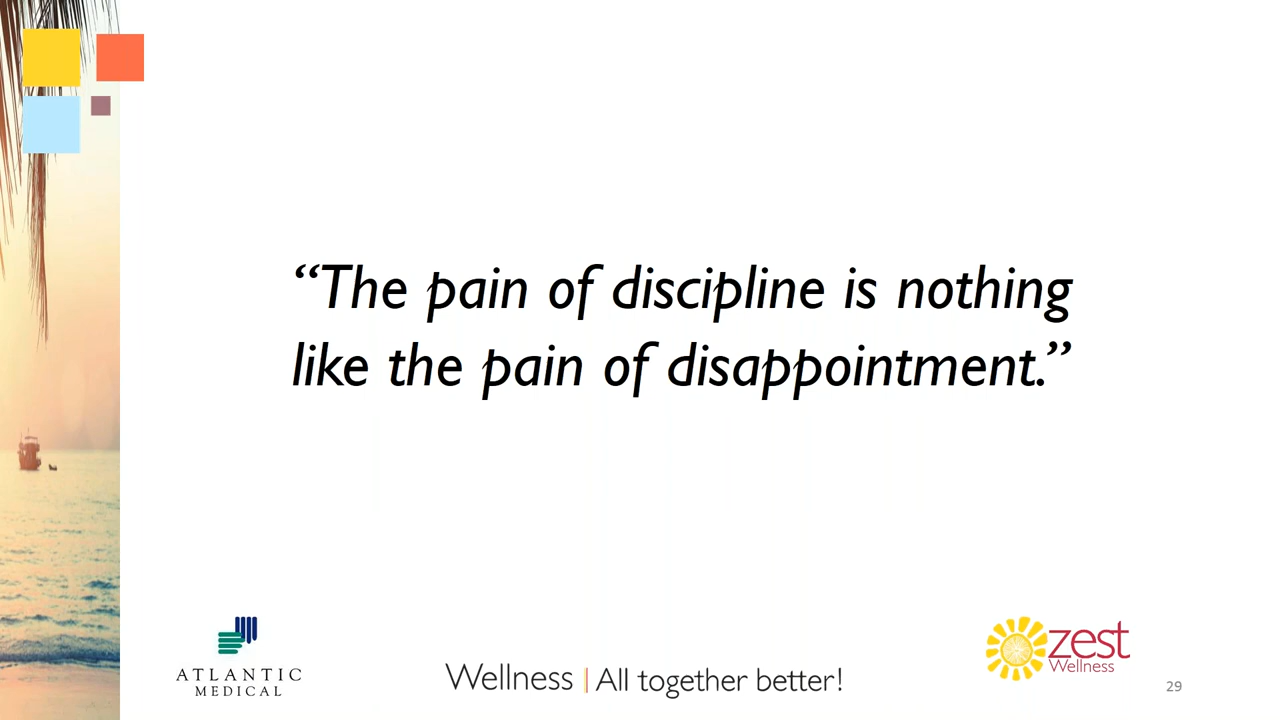 “The pain of discipline is nothing
like the pain of disappointment.”
ATLANTIC
MEDICAL
Wellness | All together better!
zest
Wellness
29